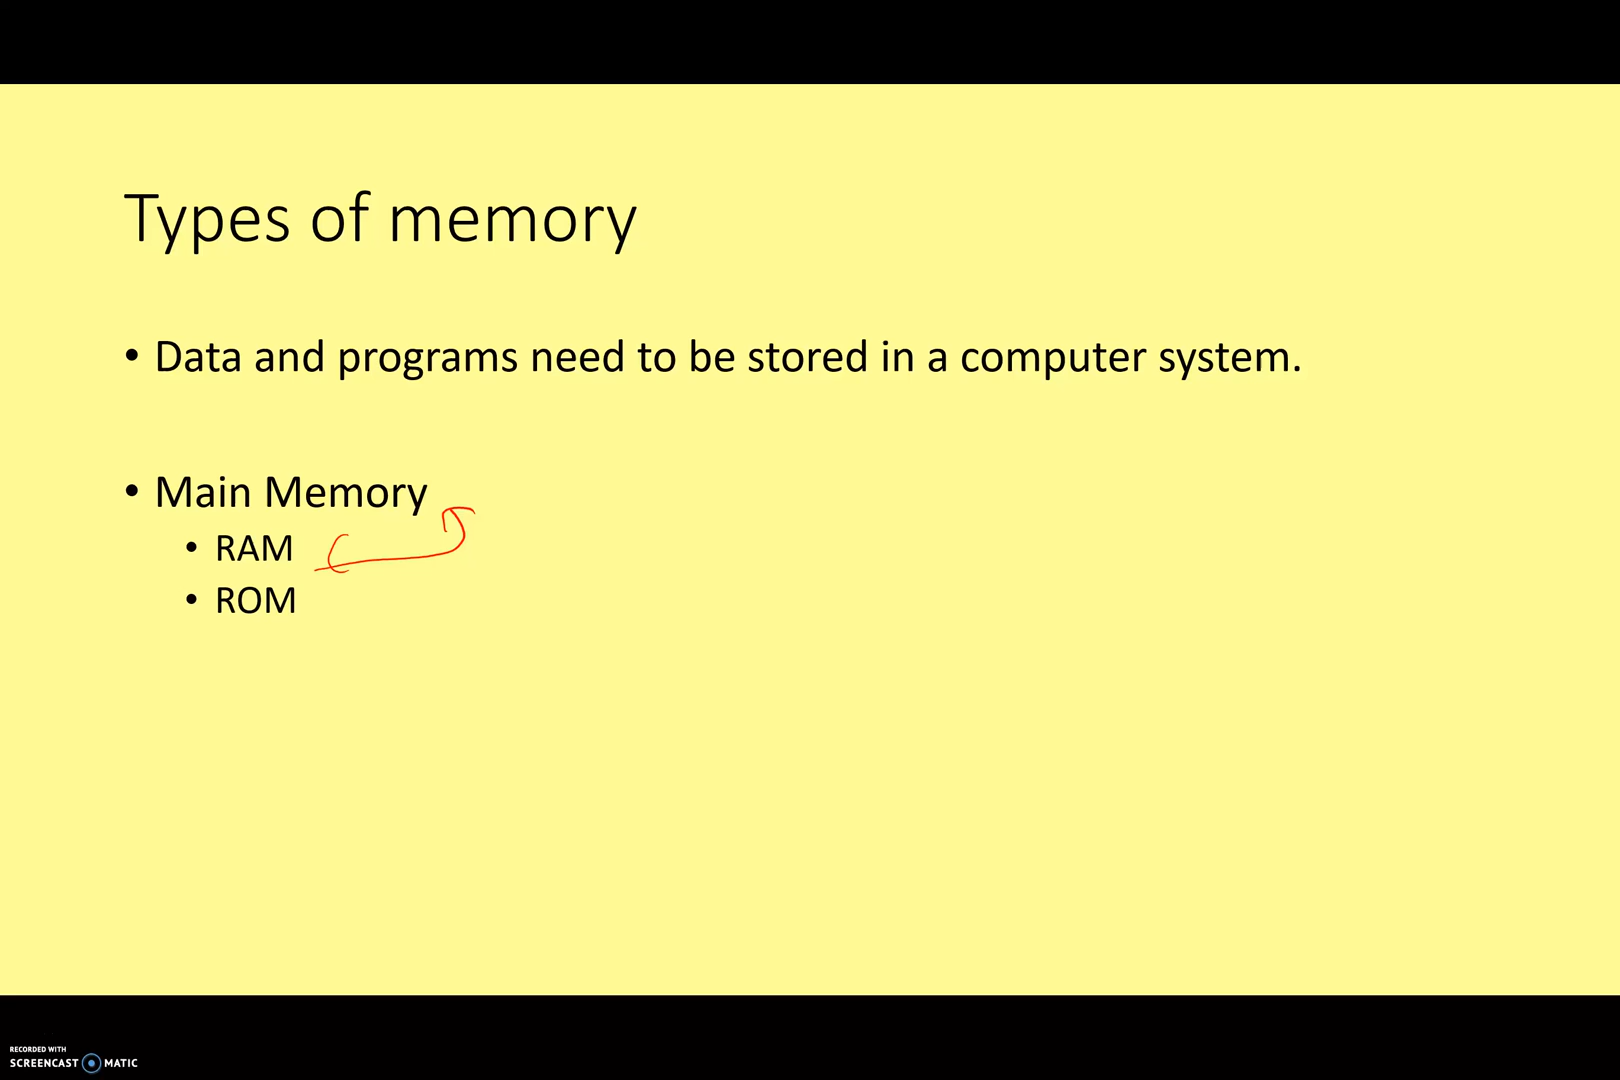 Types of memory
• Data and programs need to be stored in a computer system.
• Main Memory
• RAM
• ROM
RECORDED WITH
SCREENCAST MATIC